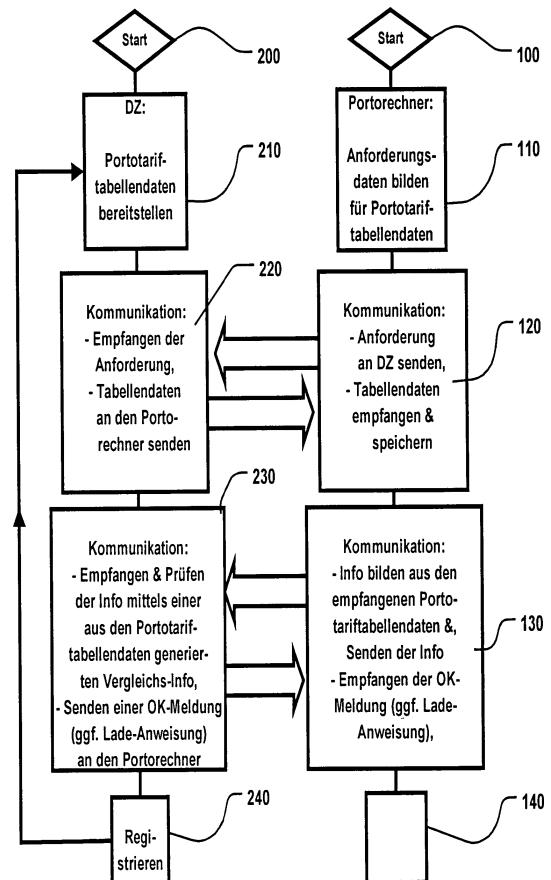 Start
200
DZ:
Portotarif-
tabellendaten
bereitstellen
210
Kommunikation:
- Empfangen der
Anforderung,
- Tabellendaten
an den Porto-
rechner senden
220
Kommunikation:
- Empfangen & Prüfen
der Info mittels einer
aus den Portotarif-
tabellendaten generier-
ten Vergleichs-Info,
- Senden einer OK-Meldung
(ggf. Lade-Anweisung)
an den Portorechner
230
Regi-
strieren
240
Start
100
Portorechner:
Anforderungs-
daten bilden
für Portotarif-
tabellendaten
110
Kommunikation:
- Anforderung
an DZ senden,
- Tabellendaten
empfangen &
speichern
120
Kommunikation:
- Info bilden aus den
empfangenen Porto-
tariftabellendaten &,
Senden der Info
- Empfangen der OK-
Meldung (ggf. Lade-
Anweisung),
130
140